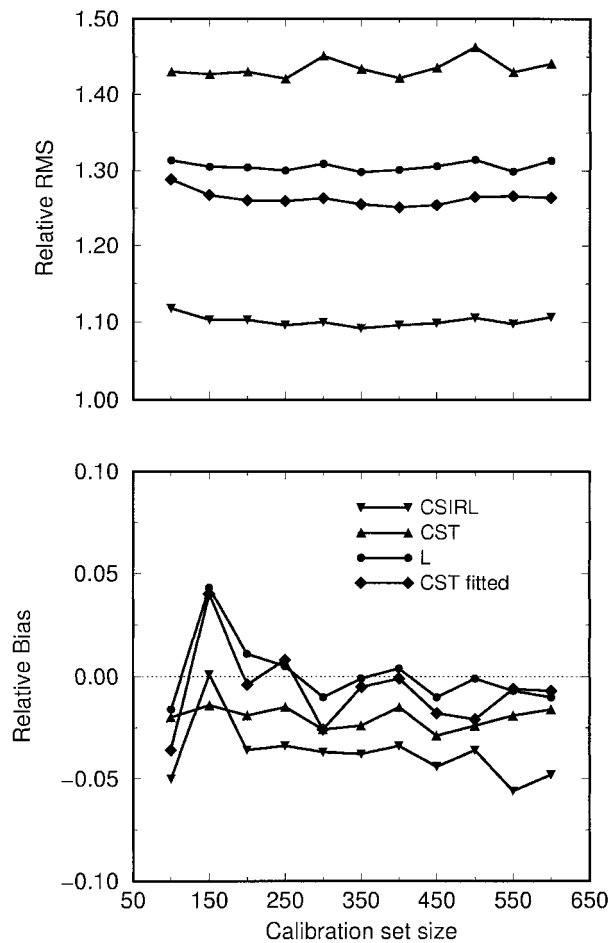 1.50
1.40
1.30
1.20
1.10
1.00
Relative RMS
0.10
0.05
0.00
−0.05
−0.10
Relative Bias
CSIRL
CST
L
CST fitted
50 150 250 350 450 550 650
Calibration set size